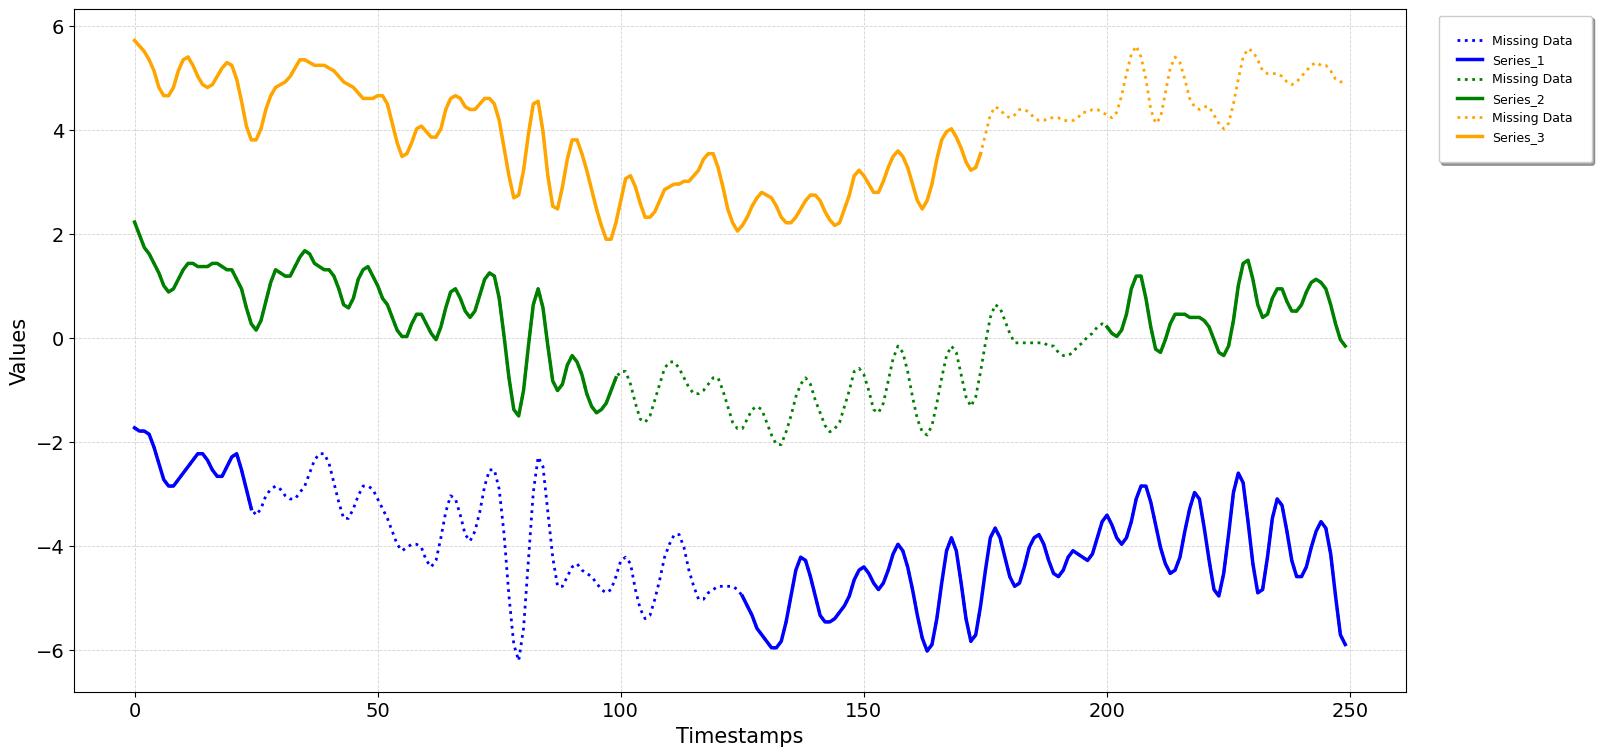 6
4
2
0
−2
−4
−6
Values
0
50
100
150
200
250
Timestamps
Missing Data
Series_1
Missing Data
Series_2
Missing Data
Series_3